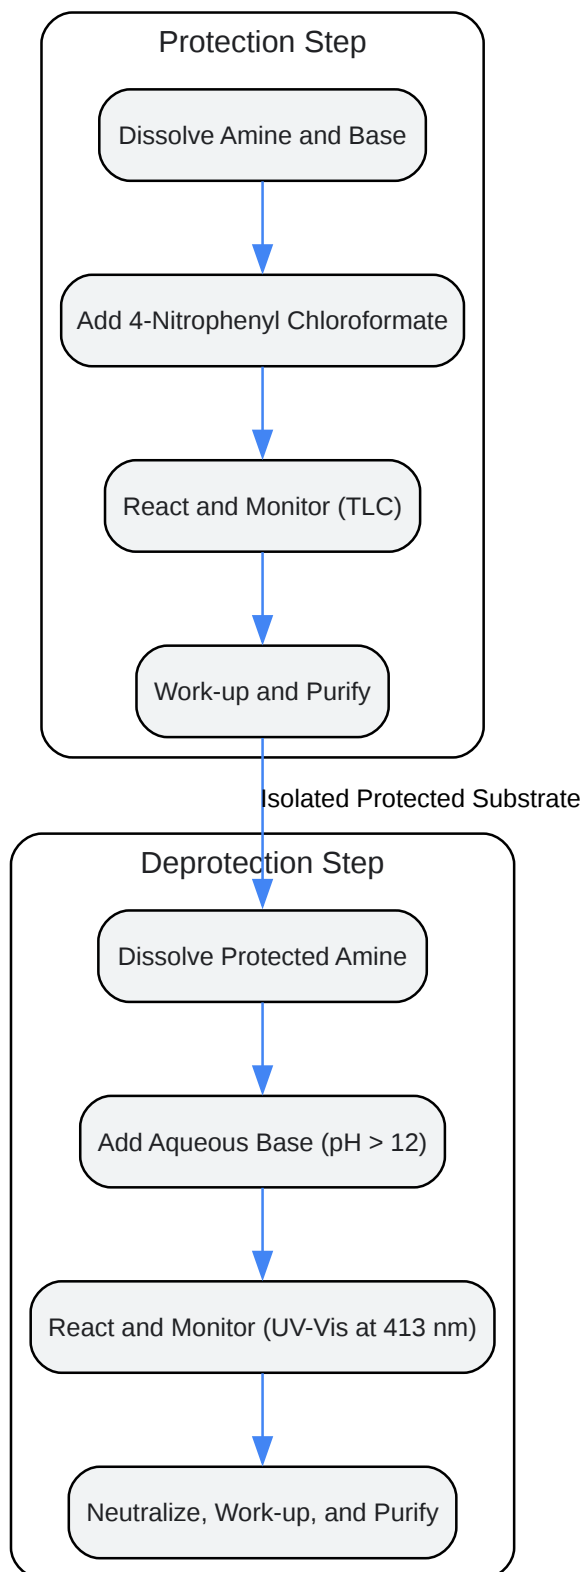 Protection Step
Dissolve Amine and Base
Add 4-Nitrophenyl Chloroformate
React and Monitor (TLC)
Work-up and Purify
Isolated Protected Substrate
Deprotection Step
Dissolve Protected Amine
Add Aqueous Base (pH > 12)
React and Monitor (UV-Vis at 413 nm)
Neutralize, Work-up, and Purify